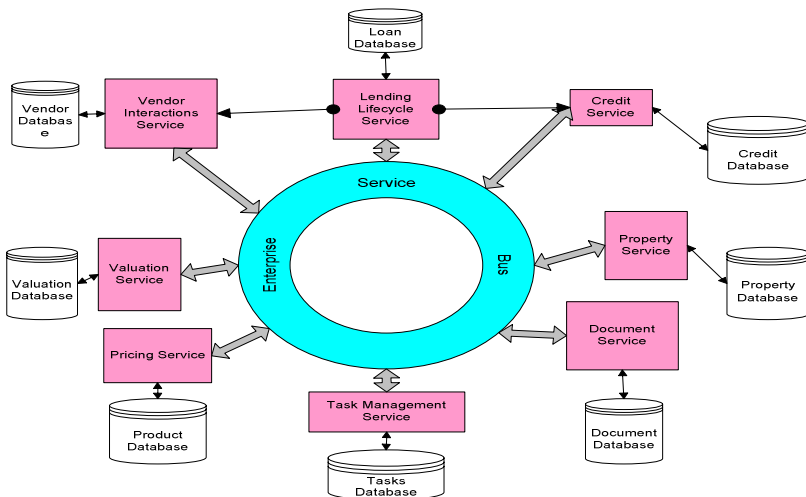 Loan
Database
Vendor
Databas
e
Vendor
Interactions
Service
Lending
Lifecycle
Service
Credit
Service
Credit
Database
Service
Enterprise
Bus
Valuation
Database
Valuation
Service
Property
Service
Property
Database
Pricing Service
Document
Service
Product
Database
Task Management
Service
Tasks
Database
Document
Database